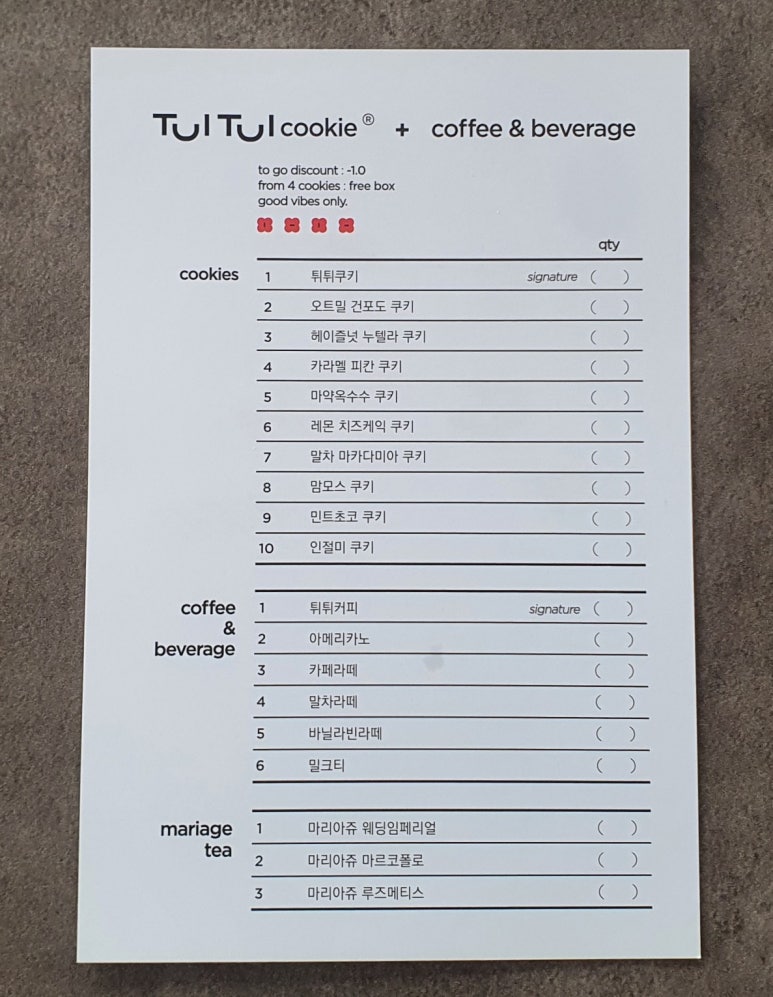 TUI TUI cookie® + coffee & beverage
to go discount : -1.0
from 4 cookies : free box
good vibes only.
qty
cookies 1 튀튀쿠키 signature ( )
2 오트밀 건포도 쿠키 ( )
3 헤이즐넛 누텔라 쿠키 ( )
4 카라멜 피칸 쿠키 ( )
5 마약옥수수 쿠키 ( )
6 레몬 치즈케익 쿠키 ( )
7 말차 마카다미아 쿠키 ( )
8 맘모스 쿠키 ( )
9 민트초코 쿠키 ( )
10 인절미 쿠키 ( )
coffee & beverage 1 튀튀커피 signature ( )
2 아메리카노 ( )
3 카페라떼 ( )
4 말차라떼 ( )
5 바닐라빈라떼 ( )
6 밀크티 ( )
mariage tea 1 마리아쥬 웨딩임페리얼 ( )
2 마리아쥬 마르코폴로 ( )
3 마리아쥬 루즈메티스 ( )